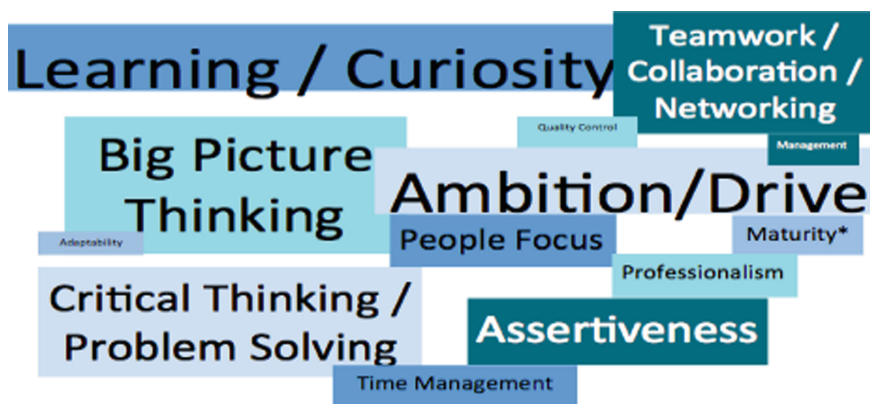 Learning / Curiosity
Teamwork /
Collaboration /
Networking
Quality Control
Management
Big Picture
Thinking
Ambition/Drive
Adaptability
People Focus
Maturity*
Professionalism
Critical Thinking /
Problem Solving
Assertiveness
Time Management